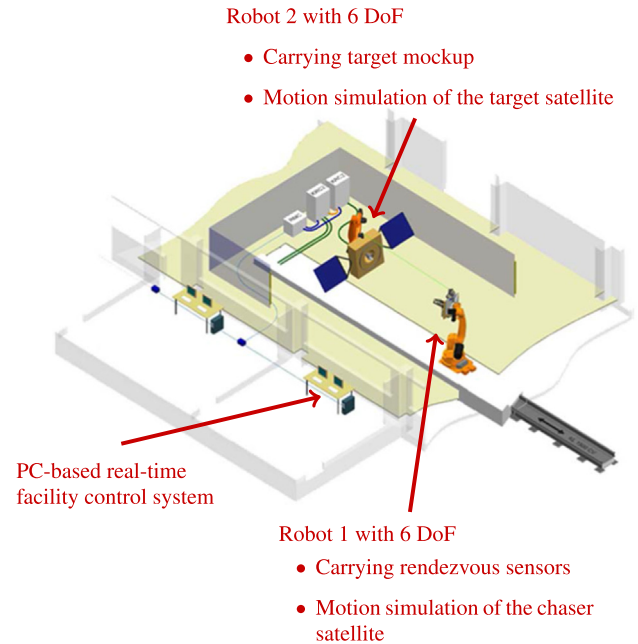 Robot 2 with 6 DoF
• Carrying target mockup
• Motion simulation of the target satellite
PC-based real-time
facility control system
Robot 1 with 6 DoF
• Carrying rendezvous sensors
• Motion simulation of the chaser
satellite